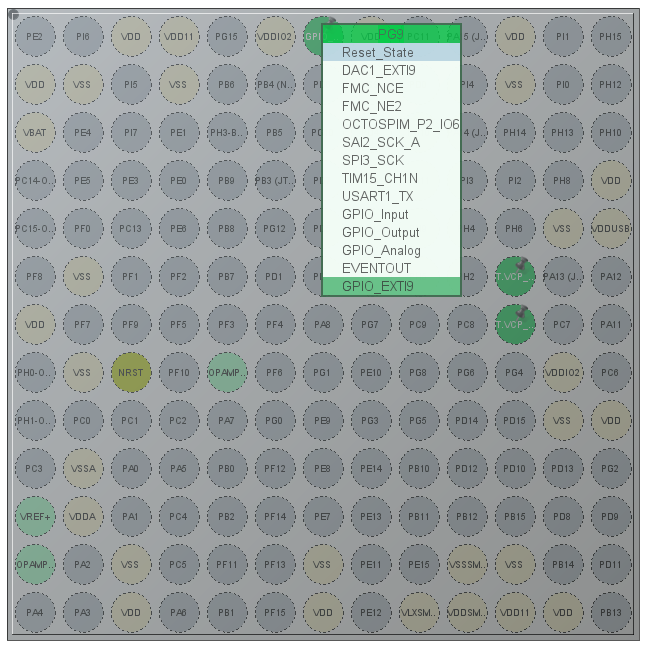 PE2 PI6 VDD VDD11 PG15 VDDIO2 GPI PG9 VDD PC11 PA15 (J.. VDD PI1 PH15
Reset_State
DAC1_EXTI9
VDD VSS PI5 VSS PB6 PB4 (N.. FMC_NCE PI4 VSS PI0 PH12
FMC_NE2
OCTOSPIM_P2_IO6
VBAT PE4 PI7 PE1 PH3-B.. PB5 4 (J.. PH14 PH13 PH10
SAI2_SCK_A
SPI3_SCK
PC14-O.. PE5 PE3 PE0 PB9 PB3 (JT.. TIM15_CH1N PI3 PI2 PH8 VDD
USART1_TX
GPIO_Input
PC15-O.. PF0 PC13 PE6 PB8 PG12 GPIO_Output H4 PH6 VSS VDDUSB
GPIO_Analog
EVENTOUT
PF8 VSS PF1 PF2 PB7 PD1 H2 T.VCP_.. PA13 (J.. PA12
GPIO_EXTI9
VDD PF7 PF9 PF5 PF3 PF4 PA8 PG7 PC9 PC8 T.VCP_.. PC7 PA11
PH0-O.. VSS NRST PF10 OPAMP.. PF6 PG1 PE10 PG8 PG6 PG4 VDDIO2 PC6
PH1-O.. PC0 PC1 PC2 PA7 PG0 PE9 PG3 PG5 PD14 PD15 VSS VDD
PC3 VSSA PA0 PA5 PB0 PF12 PE8 PE14 PB10 PD12 PD10 PD13 PG2
VREF+ VDDA PA1 PC4 PB2 PF14 PE7 PE13 PB11 PB12 PB15 PD8 PD9
OPAMP.. PA2 VSS PC5 PF11 PF13 VSS PE11 PE15 VSSSM.. VSS PB14 PD11
PA4 PA3 VDD PA6 PB1 PF15 VDD PE12 VLXSM.. VDDSM.. VDD11 VDD PB13